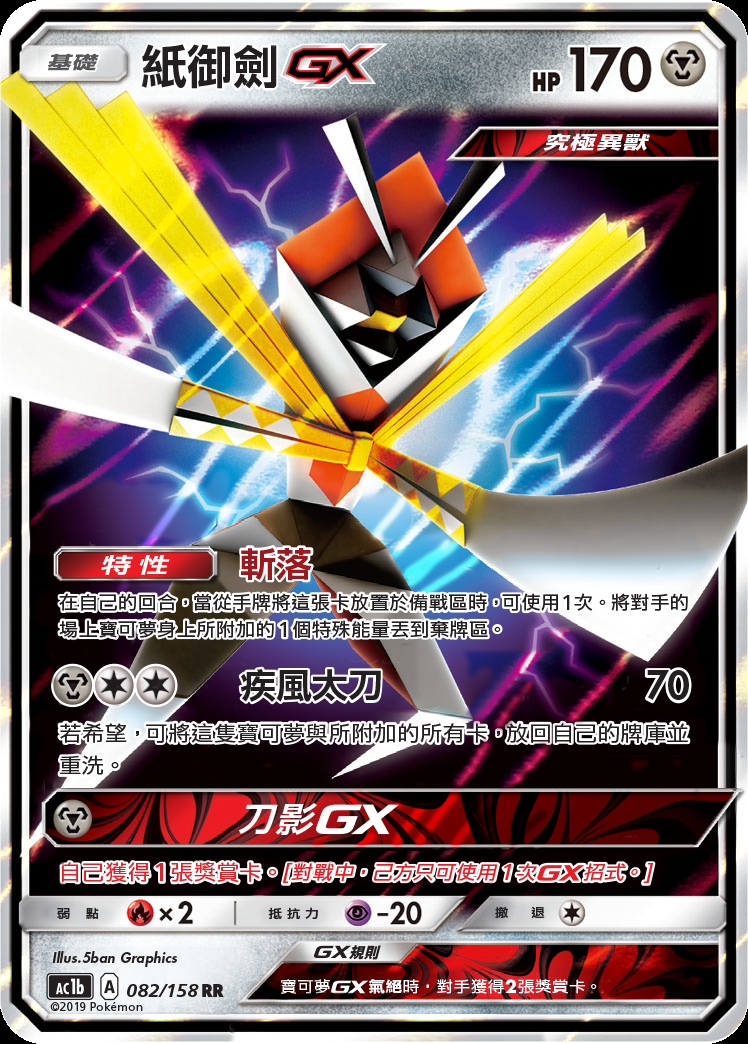 基礎 紙御劍GX HP 170
究極異獸
特性 斬落
在自己的回合,當從手牌將這張卡放置於備戰區時,可使用1次。將對手的
場上寶可夢身上所附加的1個特殊能量丟到棄牌區。
疾風太刀 70
若希望,可將這隻寶可夢與所附加的所有卡,放回自己的牌庫並
重洗。
刀影GX
自己獲得1張獎賞卡。[對戰中,己方只可使用1次GX招式。]
弱點 ×2 抵抗力 -20 撤退
Illus.5ban Graphics
GX規則
AC1b A 082/158 RR
寶可夢GX氣絕時,對手獲得2張獎賞卡。
©2019 Pokémon